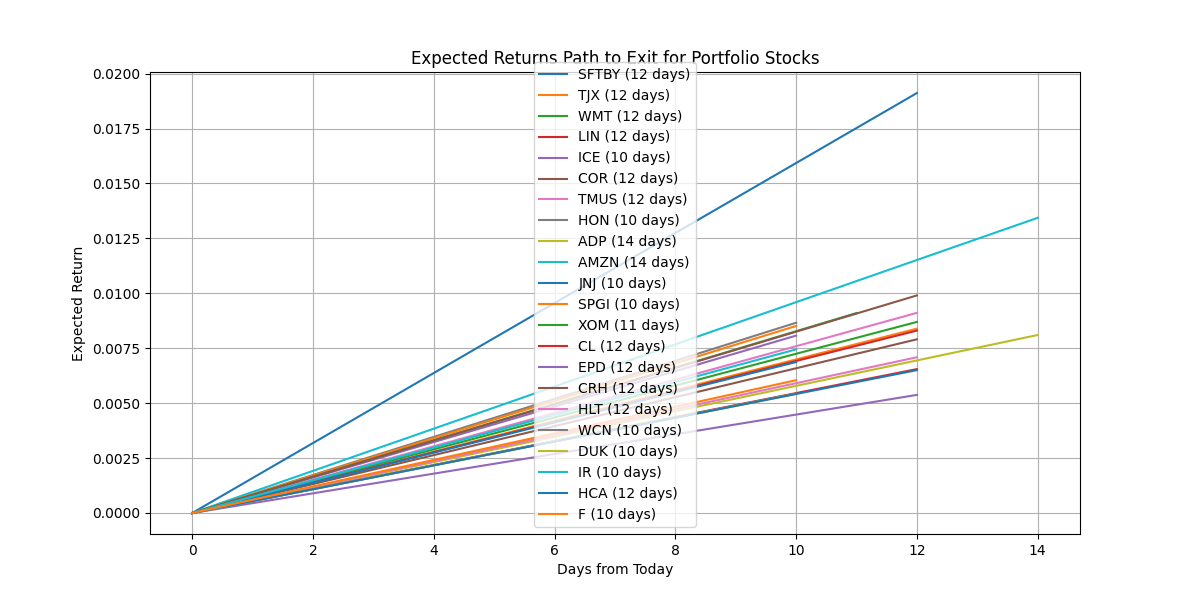 Expected Returns Path to Exit for Portfolio Stocks
Expected Return
0.0200
0.0175
0.0150
0.0125
0.0100
0.0075
0.0050
0.0025
0.0000
SFTBY (12 days)
TJX (12 days)
WMT (12 days)
LIN (12 days)
ICE (10 days)
COR (12 days)
TMUS (12 days)
HON (10 days)
ADP (14 days)
AMZN (14 days)
JNJ (10 days)
SPGI (10 days)
XOM (11 days)
CL (12 days)
EPD (12 days)
CRH (12 days)
HLT (12 days)
WCN (10 days)
DUK (10 days)
IR (10 days)
HCA (12 days)
F (10 days)
0 2 4 6 8 10 12 14
Days from Today